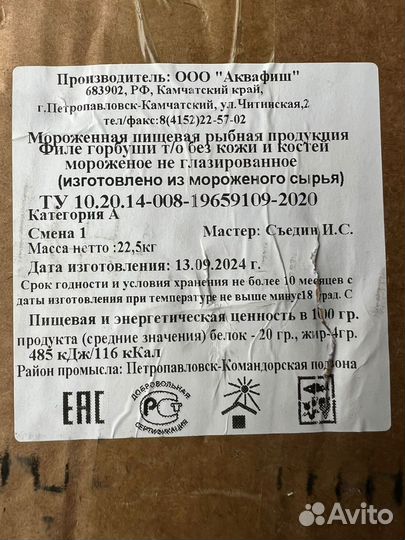 Производитель: ООО "Аквафиш"
683902, РФ, Камчатский край,
г.Петропавловск-Камчатский, ул.Читинская,2
тел/факс:8(4152)22-57-02
Мороженная пищевая рыбная продукция
Филе горбуши т/о без кожи и костей
мороженое не глазированное
(изготовлено из мороженого сырья)
ТУ 10.20.14-008-19659109-2020
Категория А
Смена 1 Мастер: Съедин И.С.
Масса нетто :22,5кг
Дата изготовления: 13.09.2024 г.
Срок годности и условия хранения не более 10 месяцев с
даты изготовления при температуре не выше минус18 град. С
Пищевая и энергетическая ценность в 100 гр.
продукта (средние значения) белок - 20 гр., жир-4гр.
485 кДж/116 кКал
Район промысла: Петропавловск-Командорская подзона
ЕАС
ДОБРОВОЛЬНАЯ
РСТ
СЕРТИФИКАЦИЯ
Avito